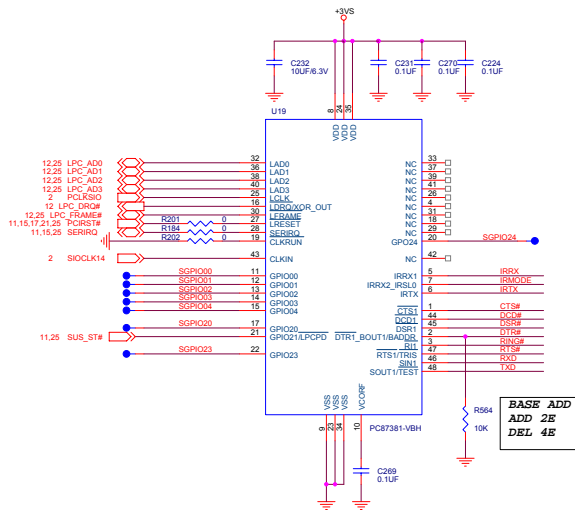 +3VS
C232
10UF/6.3V
C231
0.1UF
C270
0.1UF
C224
0.1UF
U19
8
24
35
VDD
VDD
VDD
12,25 LPC_AD0 32 LAD0
12,25 LPC_AD1 36 LAD1
12,25 LPC_AD2 38 LAD2
12,25 LPC_AD3 40 LAD3
2 PCLKSIO 25 LCLK
12 LPC_DRQ# 16 LDRQ/XOR_OUT
12,25 LPC_FRAME# 30 LFRAME
11,15,17,21,25 PCIRST# R201 0 27 LRESET
11,15,25 SERIRQ R184 0 28 SERIRQ
R202 0 19 CLKRUN
2 SIOCLK14 43 CLKIN
SGPIO00 11 GPIO00
SGPIO01 12 GPIO01
SGPIO02 13 GPIO02
SGPIO03 14 GPIO03
SGPIO04 15 GPIO04
SGPIO20 17 GPIO20
11,25 SUS_ST# 21 GPIO21/LPCPD
SGPIO23 22 GPIO23
NC 33
NC 37
NC 39
NC 41
NC 26
NC 4
NC 31
NC 18
NC 29
GPO24 20 SGPIO24
NC 42
IRRX1 5 IRRX
IRRX2_IRSL0 7 IRMODE
IRTX 6 IRTX
CTS1 1 CTS#
DCD1 44 DCD#
DSR1 45 DSR#
DTR1_BOUT1/BADDR 2 DTR#
RI1 3 RING#
RTS1/TRIS 47 RTS#
SIN1 46 RXD
SOUT1/TEST 48 TXD
VSS
VSS
VSS
VCORF
9
23
34
10
PC87381-VBH
C269
0.1UF
R564
10K
BASE ADD
ADD 2E
DEL 4E